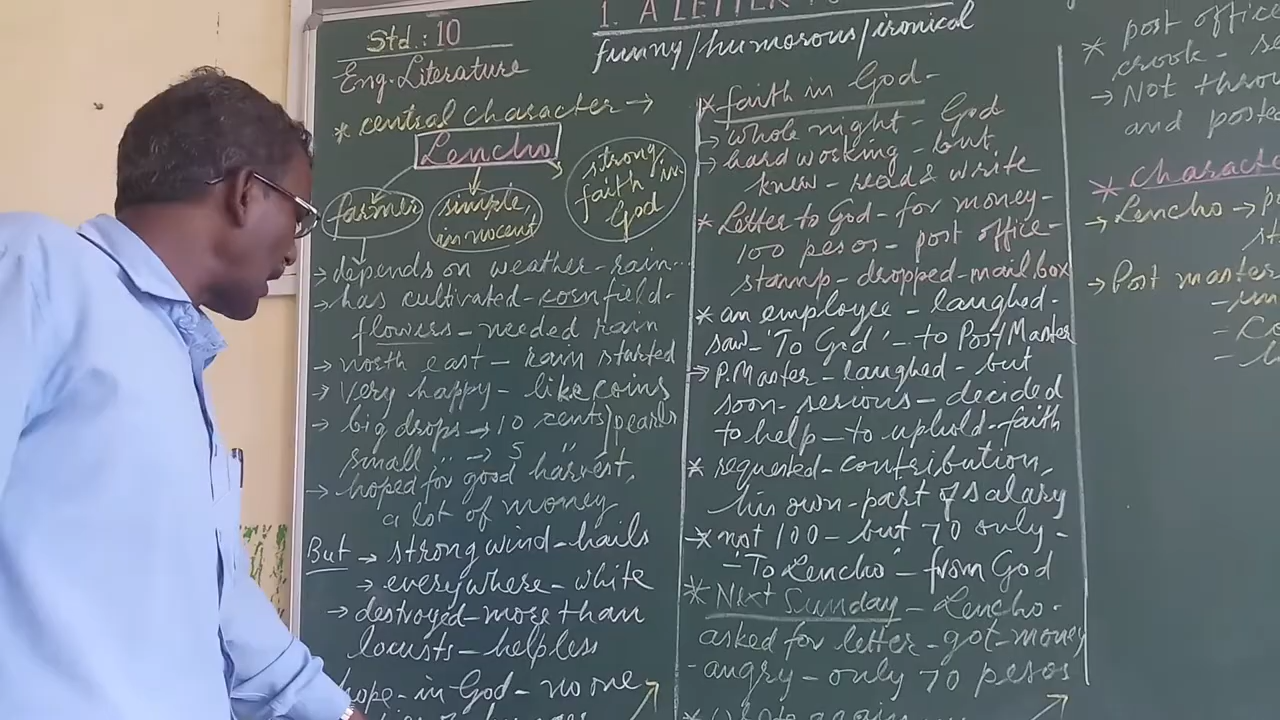 Std.: 10
Eng. Literature
* central character →
Lencho
farmer
simple,
innocent
strong,
faith in
God
→ depends on weather - rain...
→ has cultivated - cornfield -
flowers - needed rain
→ north east - rain started
→ Very happy - like coins
→ big drops → 10 cents/pearls
small ,, → 5 "
→ hoped for good harvest,
a lot of money
But → strong wind - hails
→ everywhere - white
→ destroyed - more than
locusts - helpless
hope - in God - no one
1. A LETTER
funny/humorous/ironical
* faith in God -
→ whole night - God
→ hard working - but,
knew - read & write
* Letter to God - for money -
100 pesos - post office -
stamp - dropped - mail box
* an employee - laughed -
saw - 'To God' - to PostMaster
→ P.Master - laughed - but
soon - serious - decided
to help - to uphold - faith
* requested - contribution,
his own - part of salary
* not 100 - but 70 only -
- 'To Lencho' - from God
* Next Sunday - Lencho -
asked for letter - got - money
- angry - only 70 pesos
again
post office
* crook -
→ Not
and posted
*
→ Lencho →
→ Post master